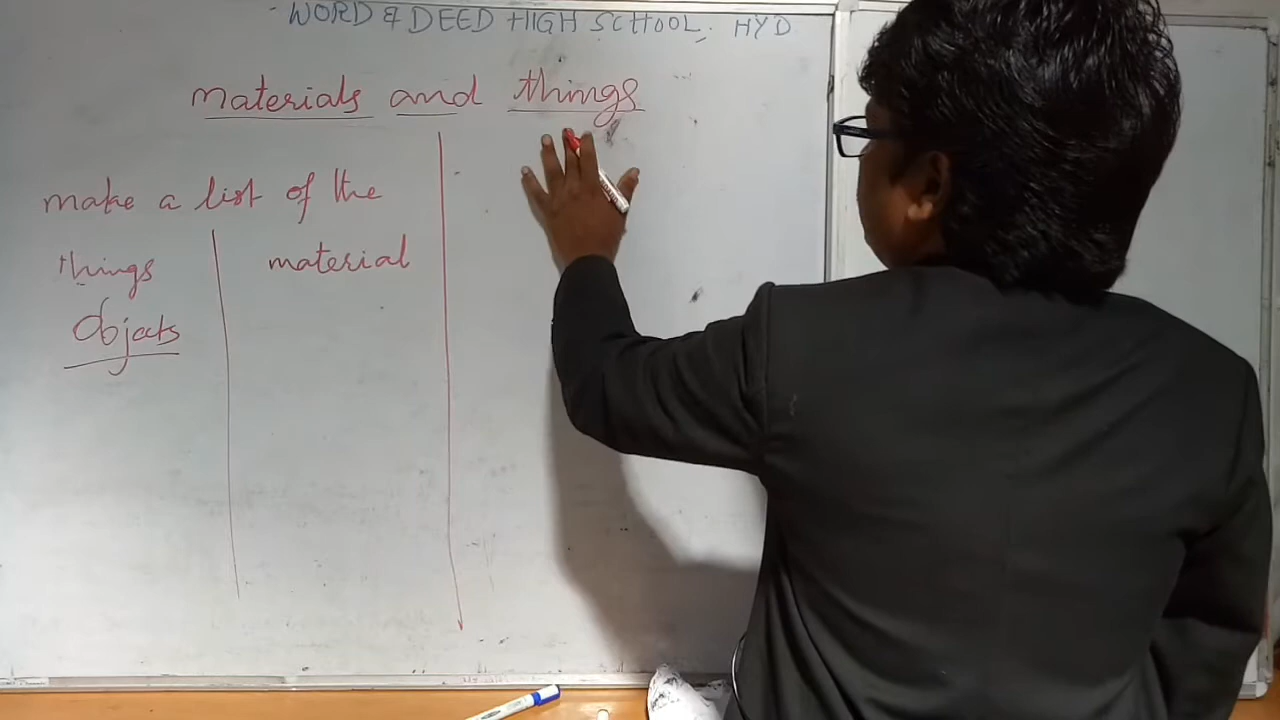 WORD & DEED HIGH SCHOOL, HYD
materials and things
make a list of the
things material
Objects